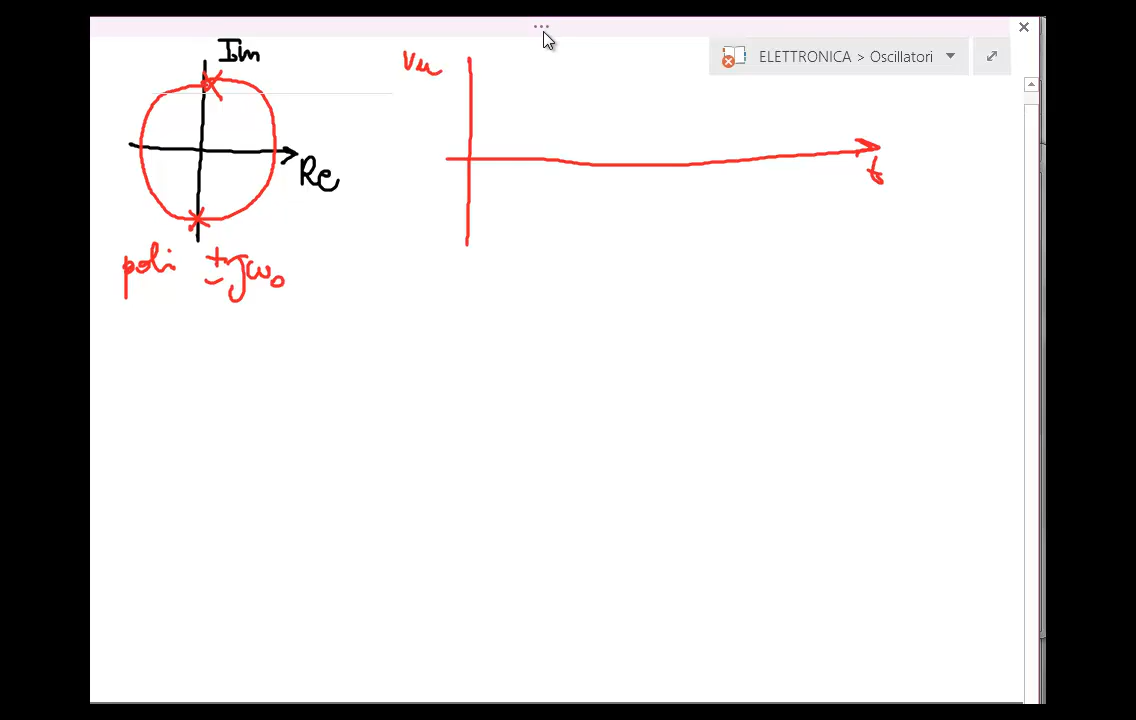 Im
Vu
ELETTRONICA > Oscillatori
Re
t
poli ±jω₀